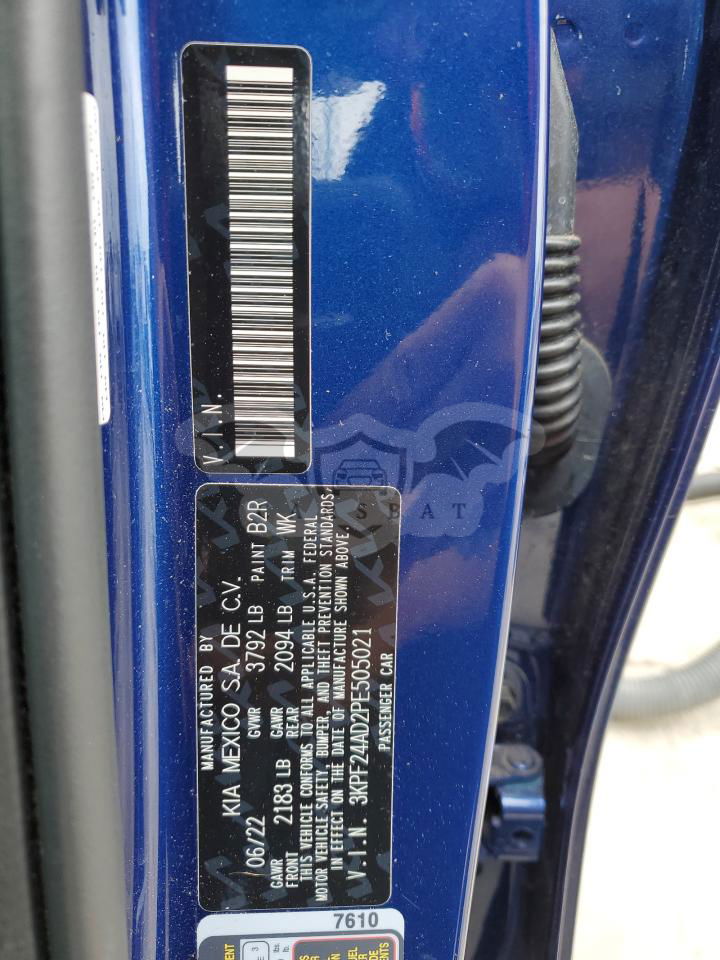 V.I.N.
MANUFACTURED BY
KIA MEXICO S.A. DE C.V.
06/22 GVWR 3792 LB PAINT B2R
GAWR FRONT 2183 LB GAWR REAR 2094 LB TRIM WK
THIS VEHICLE CONFORMS TO ALL APPLICABLE U.S.A. FEDERAL
MOTOR VEHICLE SAFETY, BUMPER, AND THEFT PREVENTION STANDARDS,
IN EFFECT ON THE DATE OF MANUFACTURE SHOWN ABOVE.
V.I.N. 3KPF24AD2PE505021
PASSENGER CAR
7610